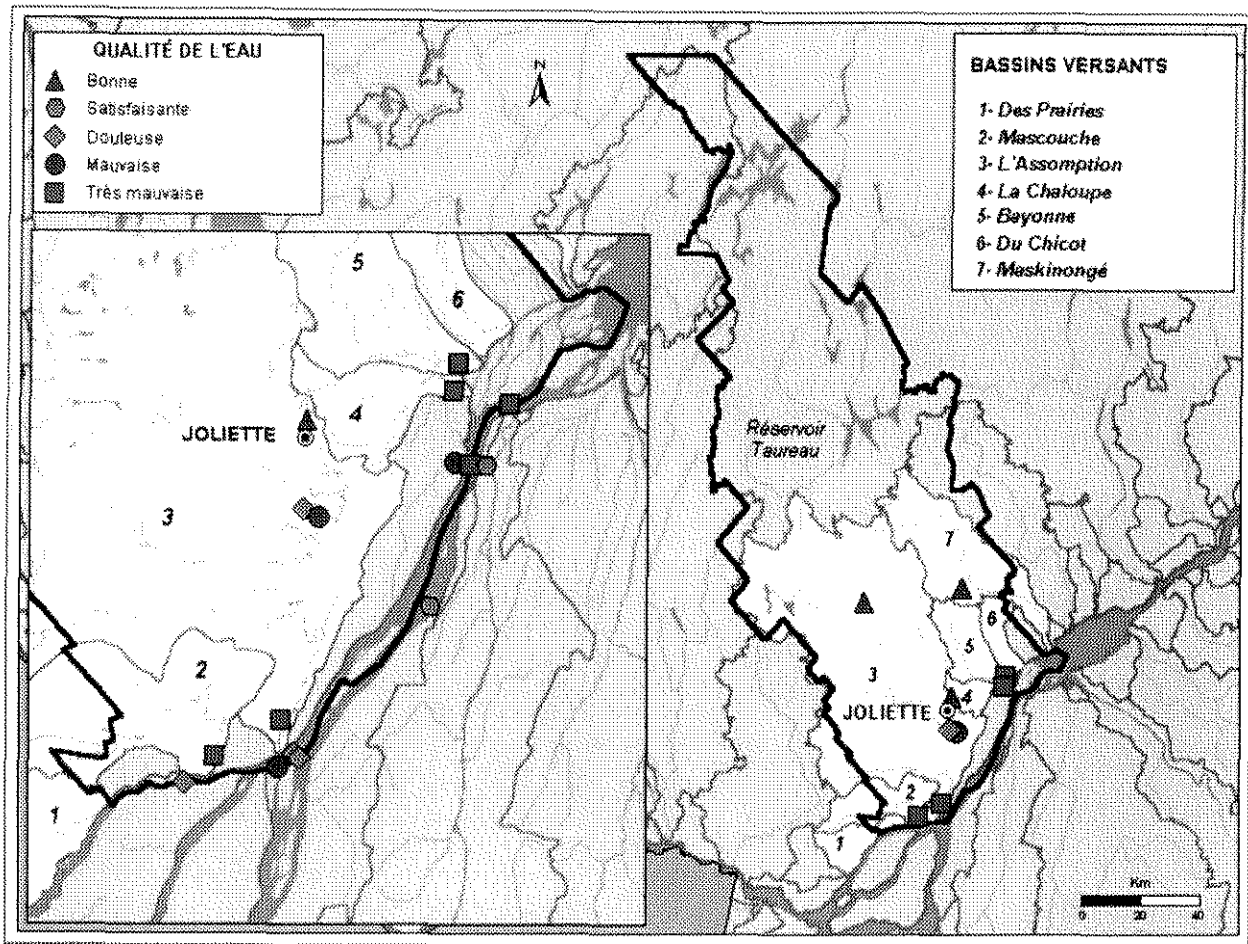 QUALITÉ DE L'EAU
Bonne
Satisfaisante
Douteuse
Mauvaise
Très mauvaise
N
BASSINS VERSANTS
1- Des Prairies
2- Mascouche
3- L'Assomption
4- La Chaloupe
5- Bayonne
6- Du Chicot
7- Maskinongé
5
6
4
JOLIETTE
3
2
1
Réservoir
Taureau
7
6
5
3
4
JOLIETTE
2
1
Km
0 20 40